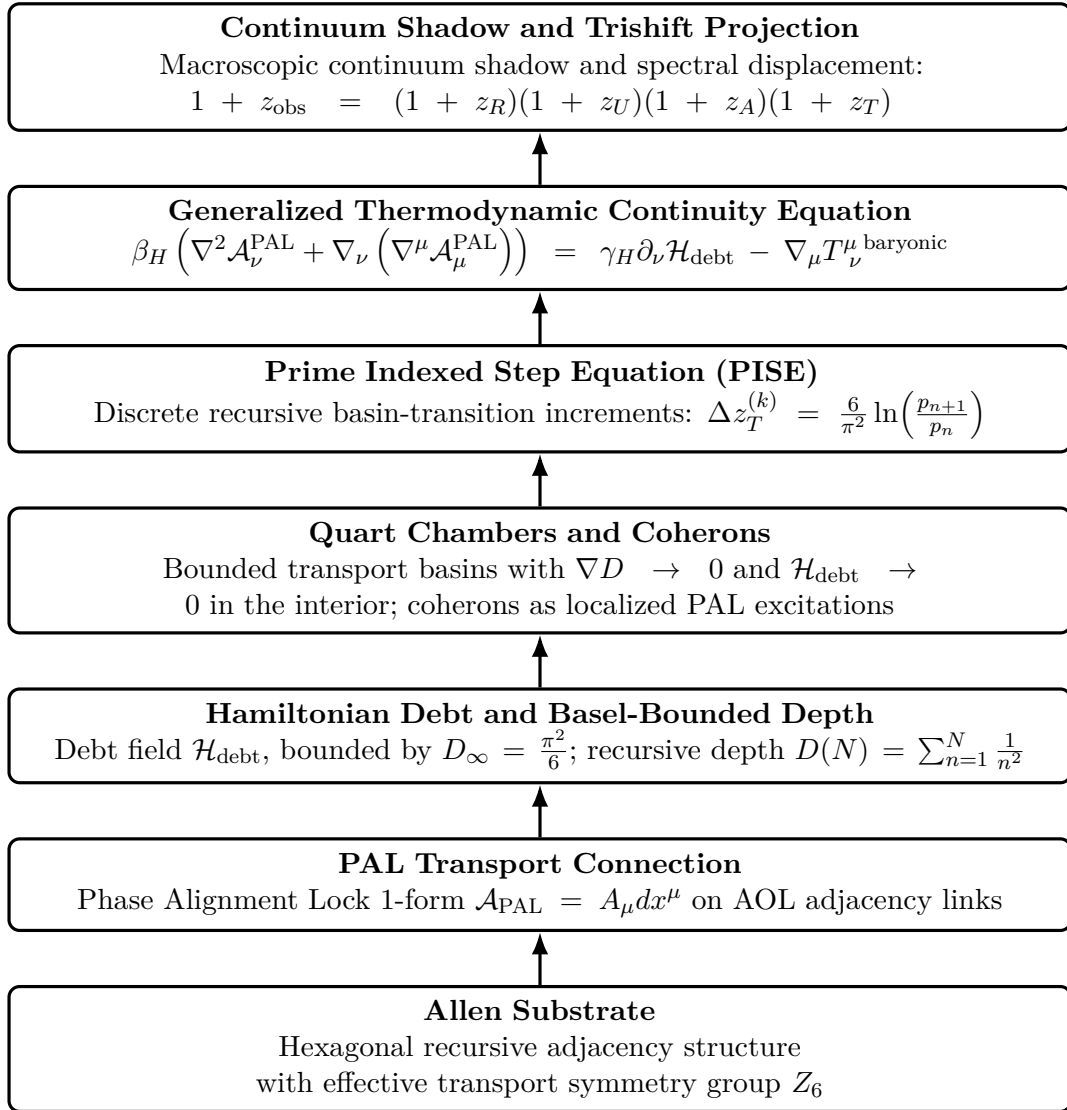 Continuum Shadow and Trishift Projection
Macroscopic continuum shadow and spectral displacement:
1 + z_obs = (1 + z_R)(1 + z_U)(1 + z_A)(1 + z_T)
Generalized Thermodynamic Continuity Equation
β_H (∇² 𝒜_ν^PAL + ∇_ν (∇^μ 𝒜_μ^PAL)) = γ_H ∂_ν ℋ_debt − ∇_μ T^μ_ν ^baryonic
Prime Indexed Step Equation (PISE)
Discrete recursive basin-transition increments: Δz_T^(k) = 6/π² ln(p_{n+1}/p_n)
Quart Chambers and Coherons
Bounded transport basins with ∇D → 0 and ℋ_debt →
0 in the interior; coherons as localized PAL excitations
Hamiltonian Debt and Basel-Bounded Depth
Debt field ℋ_debt, bounded by D_∞ = π²/6; recursive depth D(N) = ∑_{n=1}^N 1/n²
PAL Transport Connection
Phase Alignment Lock 1-form 𝒜_PAL = A_μ dx^μ on AOL adjacency links
Allen Substrate
Hexagonal recursive adjacency structure
with effective transport symmetry group Z_6